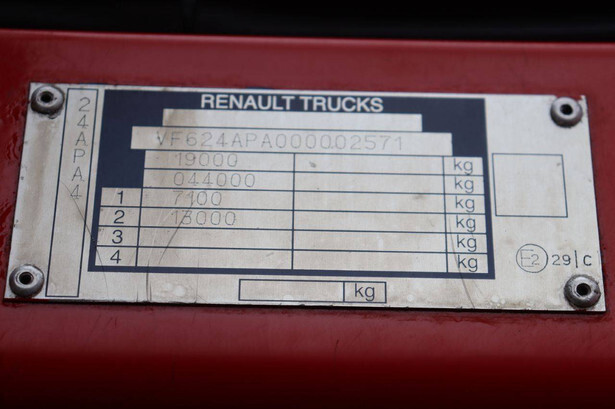 24APA4
RENAULT TRUCKS
VF624APA000002571
19000 kg
044000 kg
1 7100 kg
2 13000 kg
3 kg
4 kg
kg
E2 29 | C